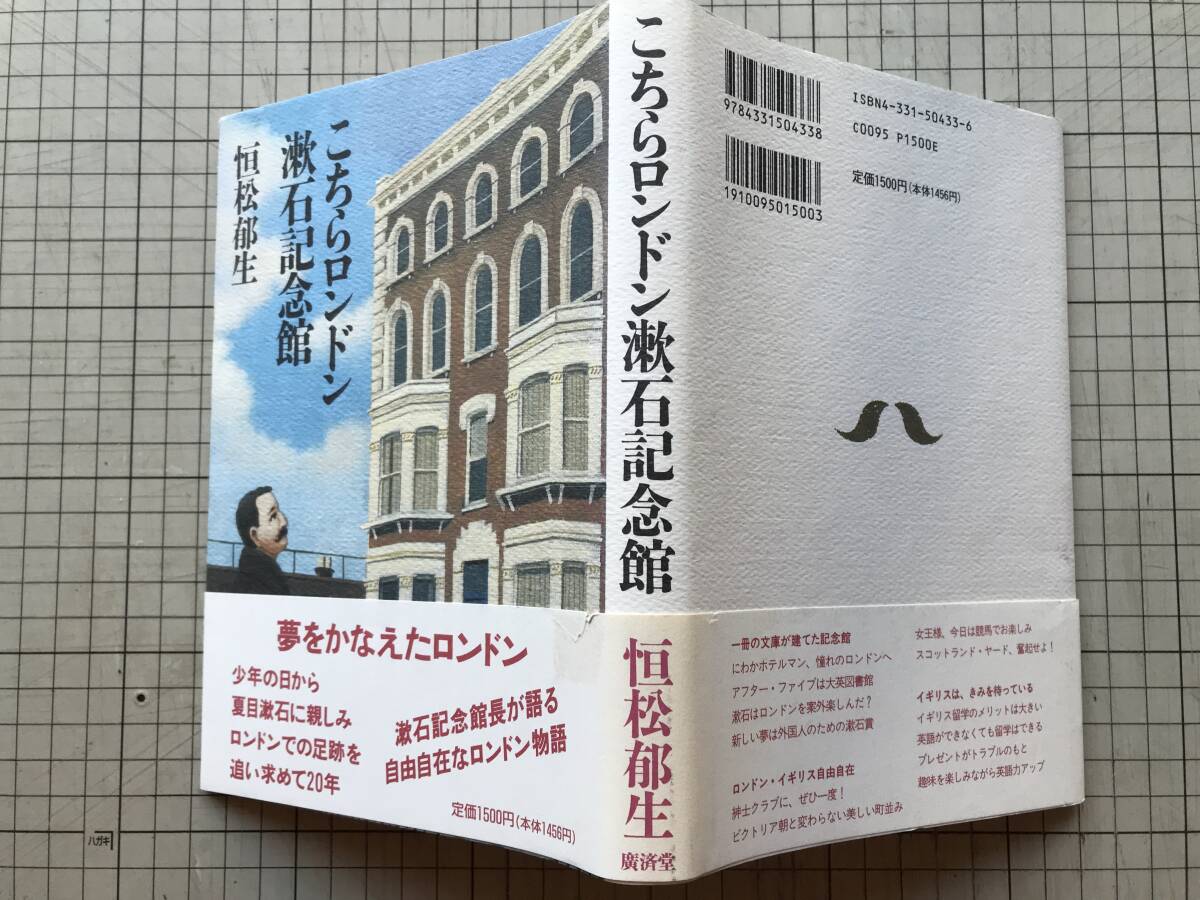 こちらロンドン
漱石記念館
恒松郁生
夢をかなえたロンドン
少年の日から
夏目漱石に親しみ
ロンドンでの足跡を
追い求めて20年
漱石記念館長が語る
自由自在なロンドン物語
定価1500円(本体1456円)
こちらロンドン漱石記念館
恒松郁生
廣済堂
9784331504338
1910095015003
ISBN4-331-50433-6
C0095 P1500E
定価1500円(本体1456円)
一冊の文庫が建てた記念館
にわかホテルマン、憧れのロンドンへ
アフター・ファイブは大英図書館
漱石はロンドンを案外楽しんだ?
新しい夢は外国人のための漱石賞
ロンドン・イギリス自由自在
紳士クラブに、ぜひ一度!
ビクトリア朝と変わらない美しい町並み
女王様、今日は競馬でお楽しみ
スコットランド・ヤード、奮起せよ!
イギリスは、きみを待っている
イギリス留学のメリットは大きい
英語ができなくても留学はできる
プレゼントがトラブルのもと
趣味を楽しみながら英語力アップ
ハガキ